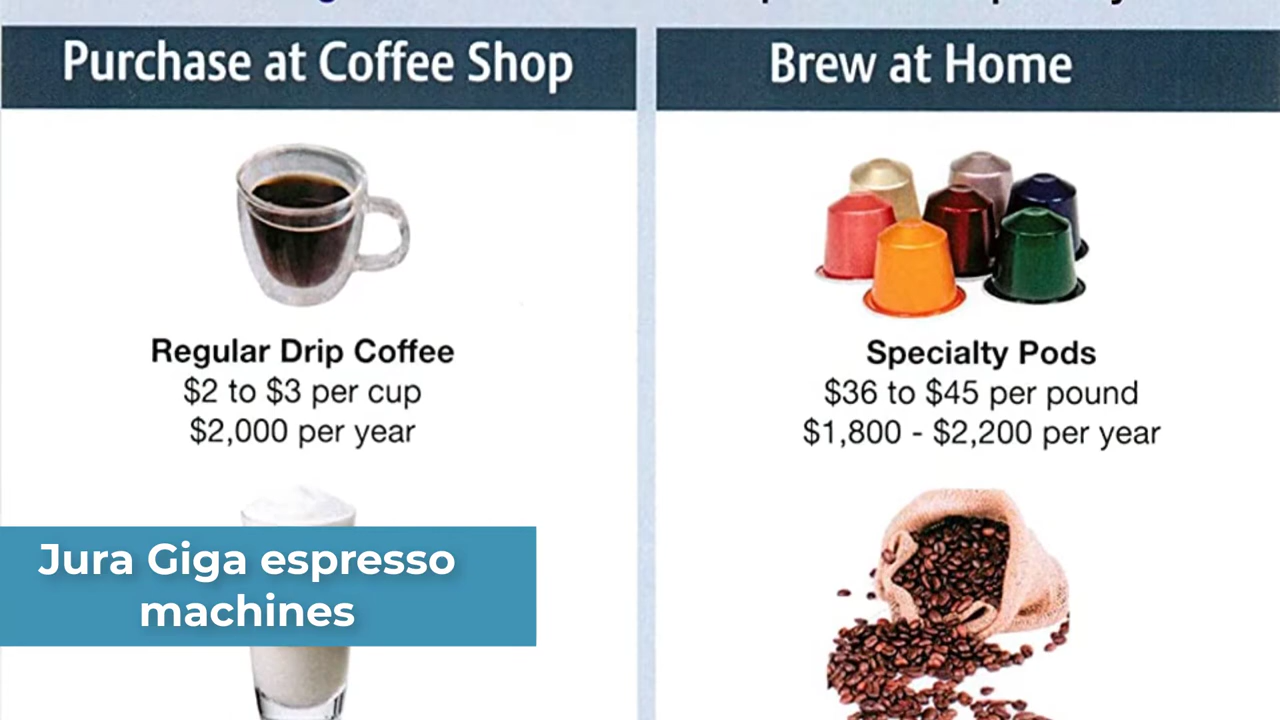 Purchase at Coffee Shop
Regular Drip Coffee
$2 to $3 per cup
$2,000 per year
Brew at Home
Specialty Pods
$36 to $45 per pound
$1,800 - $2,200 per year
Jura Giga espresso
machines